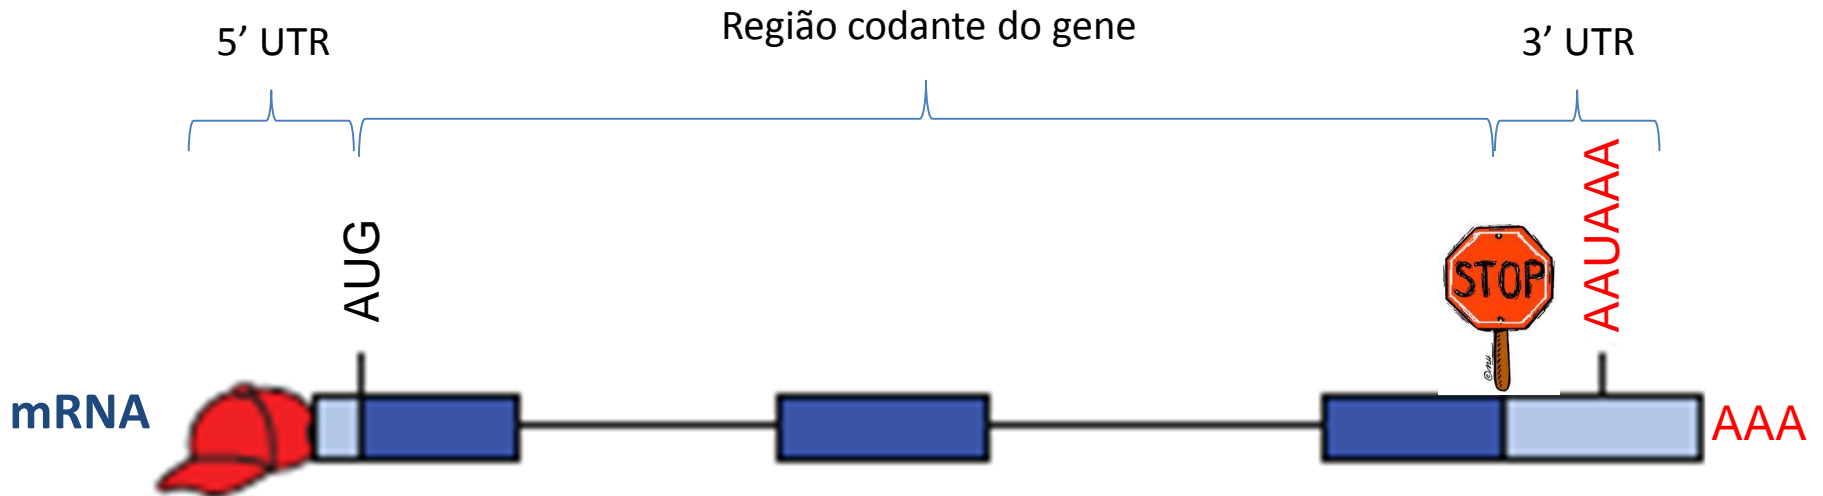 5’ UTR
Região codante do gene
3’ UTR
AUG
STOP
AAUAAA
mRNA
AAA